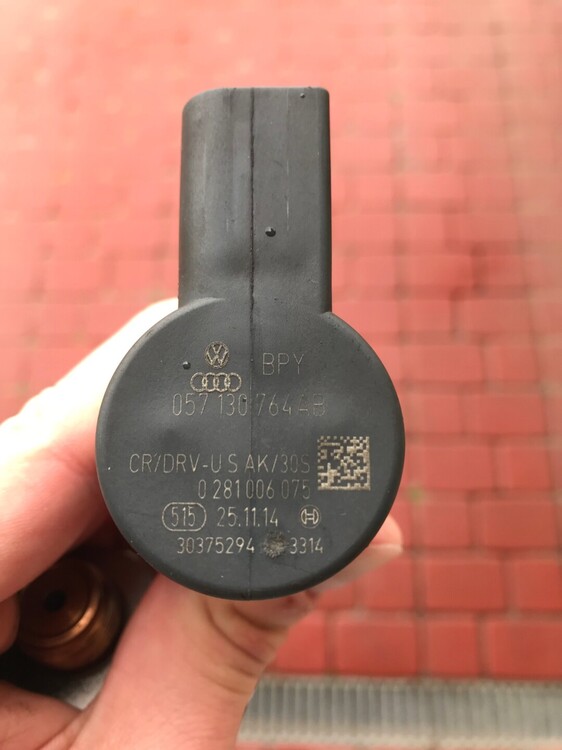 BPY
057 130 764 AB
CR/DRV-U S AK/30S
0 281 006 075
515 25.11.14
30375294 3314